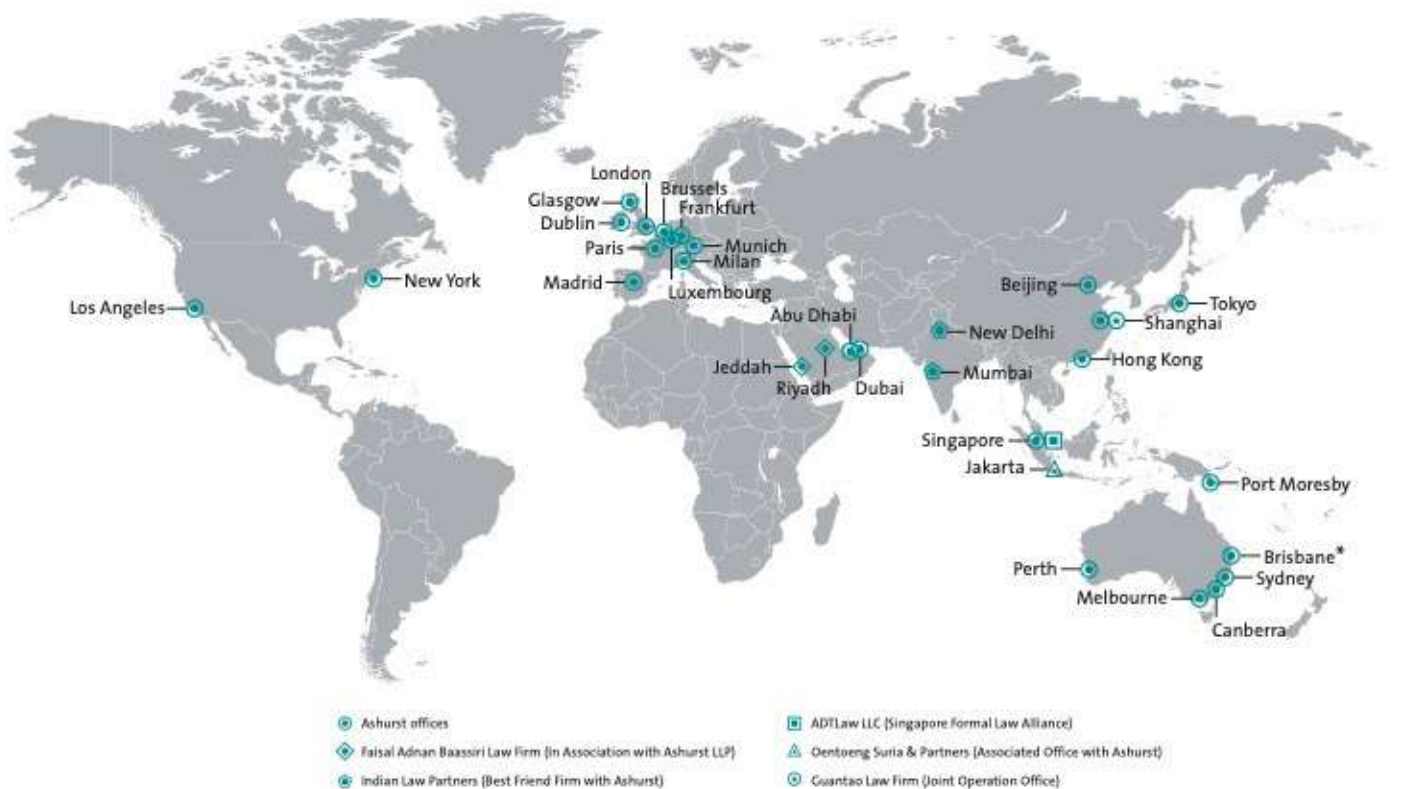 London
Brussels
Glasgow
Frankfurt
Dublin
Paris
Munich
Milan
Madrid
Luxembourg
New York
Los Angeles
Abu Dhabi
Jeddah
Riyadh
Dubai
Beijing
Tokyo
Shanghai
New Delhi
Hong Kong
Mumbai
Singapore
Jakarta
Port Moresby
Perth
Brisbane*
Sydney
Melbourne
Canberra
Ashurst offices
Faisal Adnan Baassiri Law Firm (In Association with Ashurst LLP)
Indian Law Partners (Best Friend Firm with Ashurst)
ADTLaw LLC (Singapore Formal Law Alliance)
Oentoeng Suria & Partners (Associated Office with Ashurst)
Guantao Law Firm (Joint Operation Office)